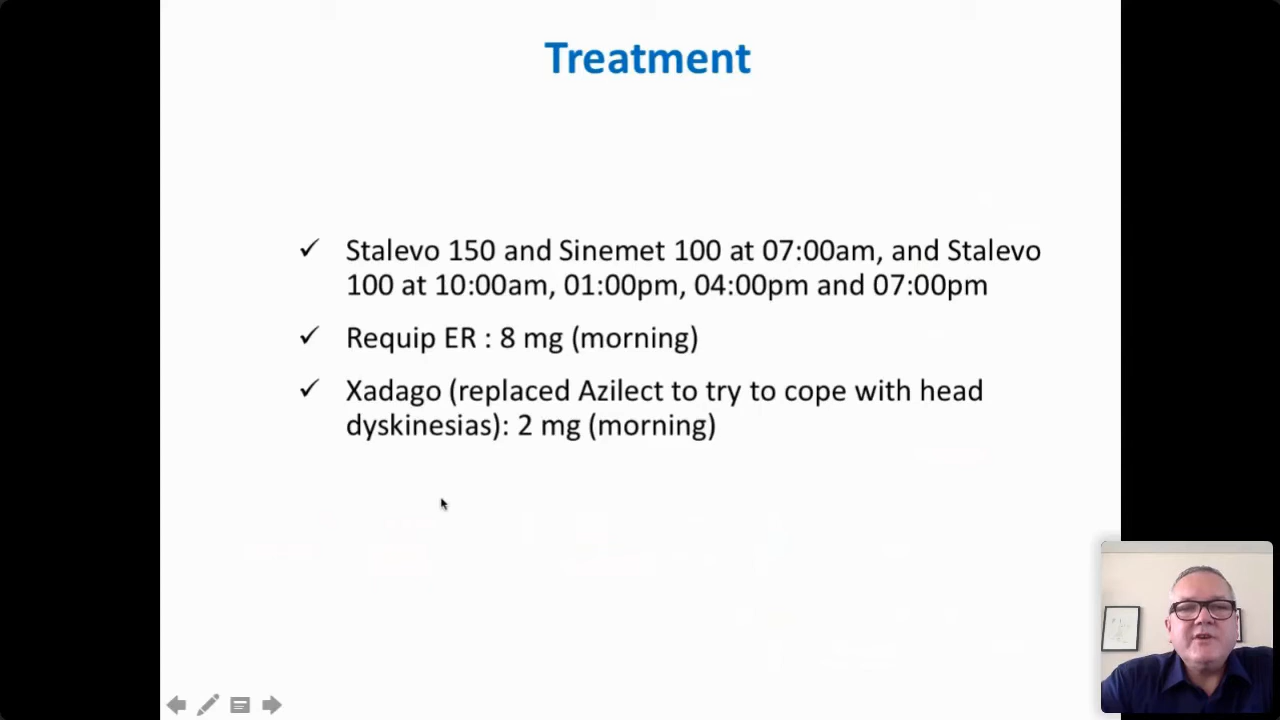 Treatment
✓ Stalevo 150 and Sinemet 100 at 07:00am, and Stalevo
100 at 10:00am, 01:00pm, 04:00pm and 07:00pm
✓ Requip ER : 8 mg (morning)
✓ Xadago (replaced Azilect to try to cope with head
dyskinesias): 2 mg (morning)